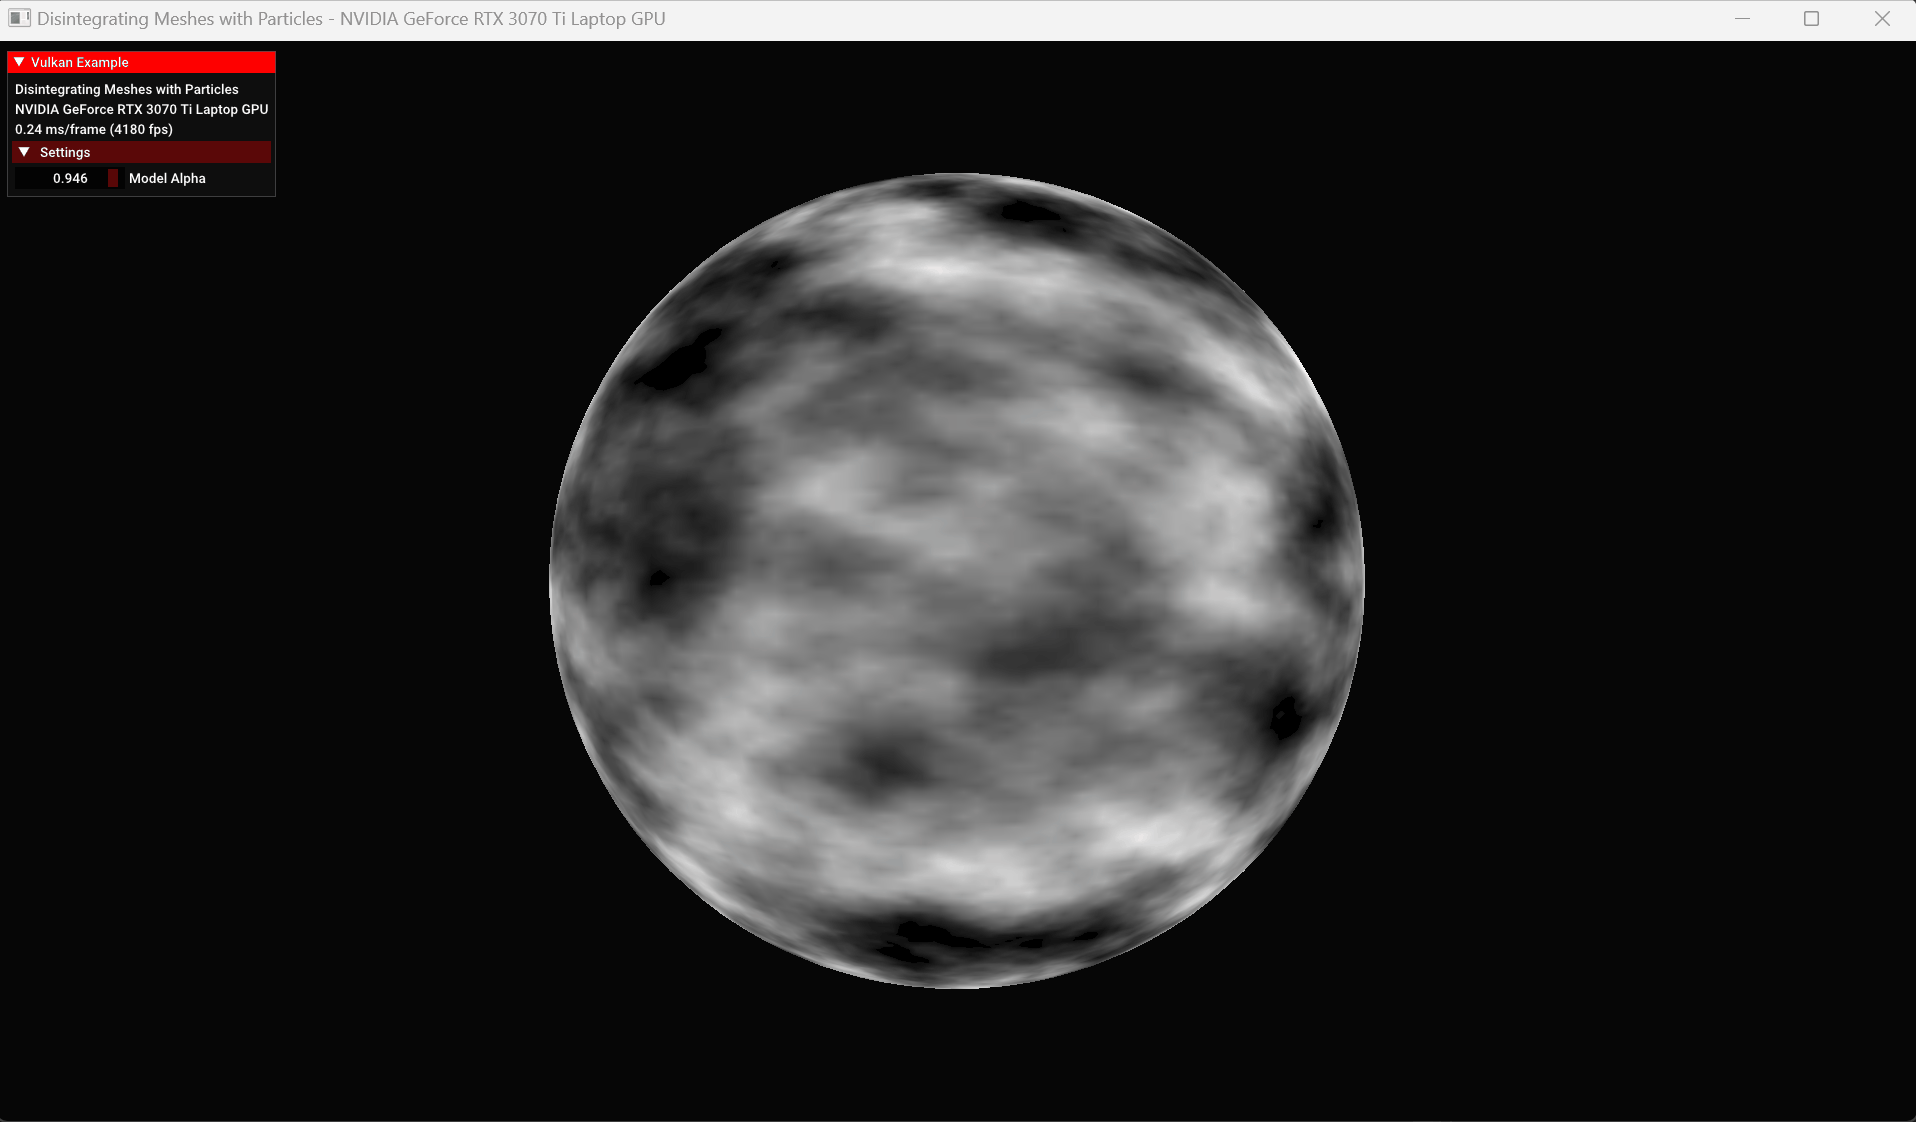 Disintegrating Meshes with Particles - NVIDIA GeForce RTX 3070 Ti Laptop GPU
Vulkan Example
Disintegrating Meshes with Particles
NVIDIA GeForce RTX 3070 Ti Laptop GPU
0.24 ms/frame (4180 fps)
Settings
0.946 Model Alpha